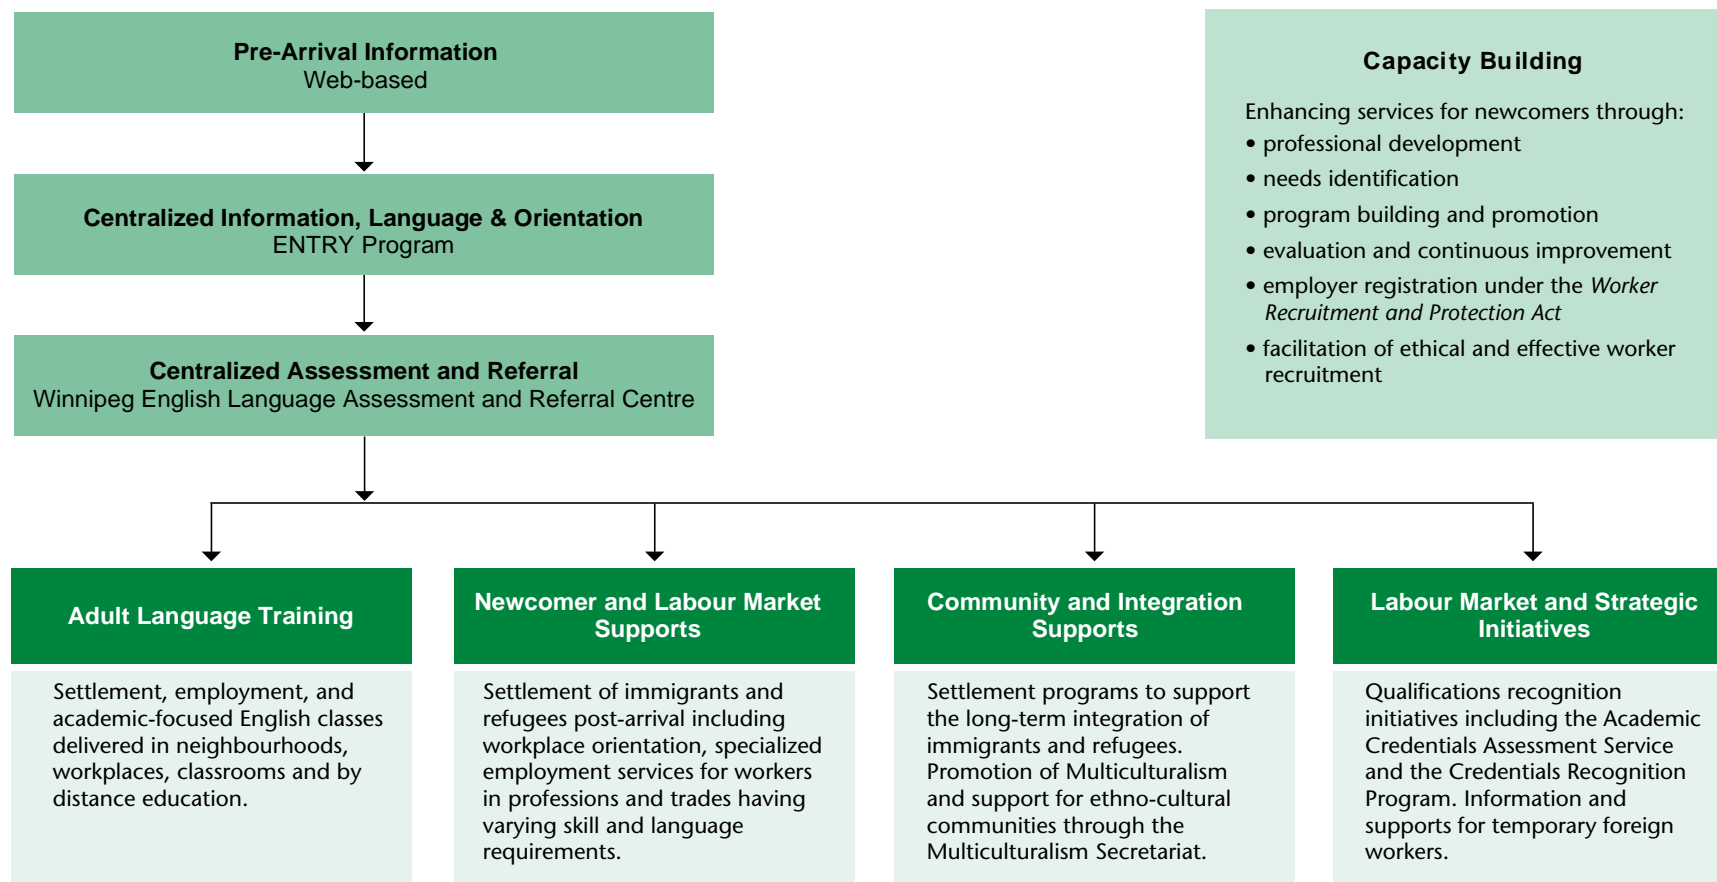 Pre-Arrival Information
Web-based
Centralized Information, Language & Orientation
ENTRY Program
Centralized Assessment and Referral
Winnipeg English Language Assessment and Referral Centre
Capacity Building
Enhancing services for newcomers through:
• professional development
• needs identification
• program building and promotion
• evaluation and continuous improvement
• employer registration under the Worker
Recruitment and Protection Act
• facilitation of ethical and effective worker
recruitment
Adult Language Training
Settlement, employment, and
academic-focused English classes
delivered in neighbourhoods,
workplaces, classrooms and by
distance education.
Newcomer and Labour Market
Supports
Settlement of immigrants and
refugees post-arrival including
workplace orientation, specialized
employment services for workers
in professions and trades having
varying skill and language
requirements.
Community and Integration
Supports
Settlement programs to support
the long-term integration of
immigrants and refugees.
Promotion of Multiculturalism
and support for ethno-cultural
communities through the
Multiculturalism Secretariat.
Labour Market and Strategic
Initiatives
Qualifications recognition
initiatives including the Academic
Credentials Assessment Service
and the Credentials Recognition
Program. Information and
supports for temporary foreign
workers.